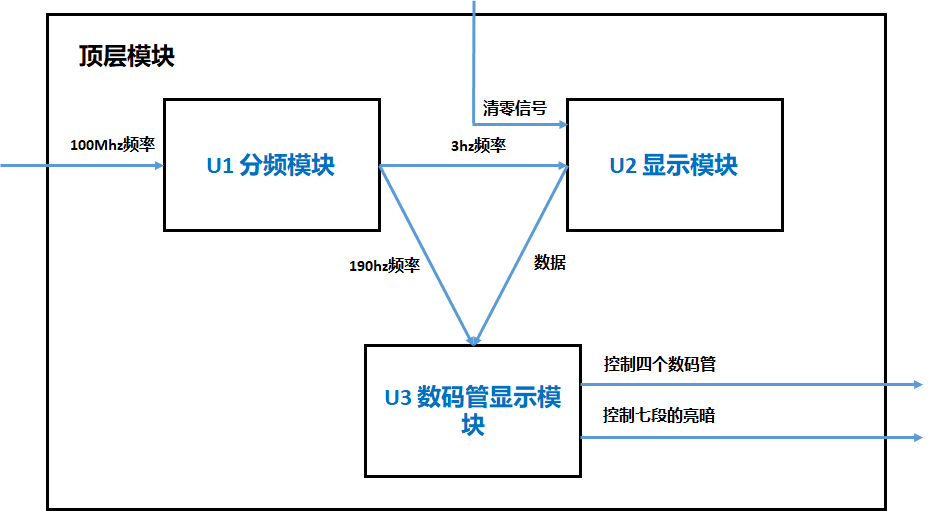 顶层模块
清零信号
100Mhz频率
3hz频率
U1 分频模块
U2 显示模块
190hz频率
数据
控制四个数码管
U3 数码管显示模
块
控制七段的亮暗